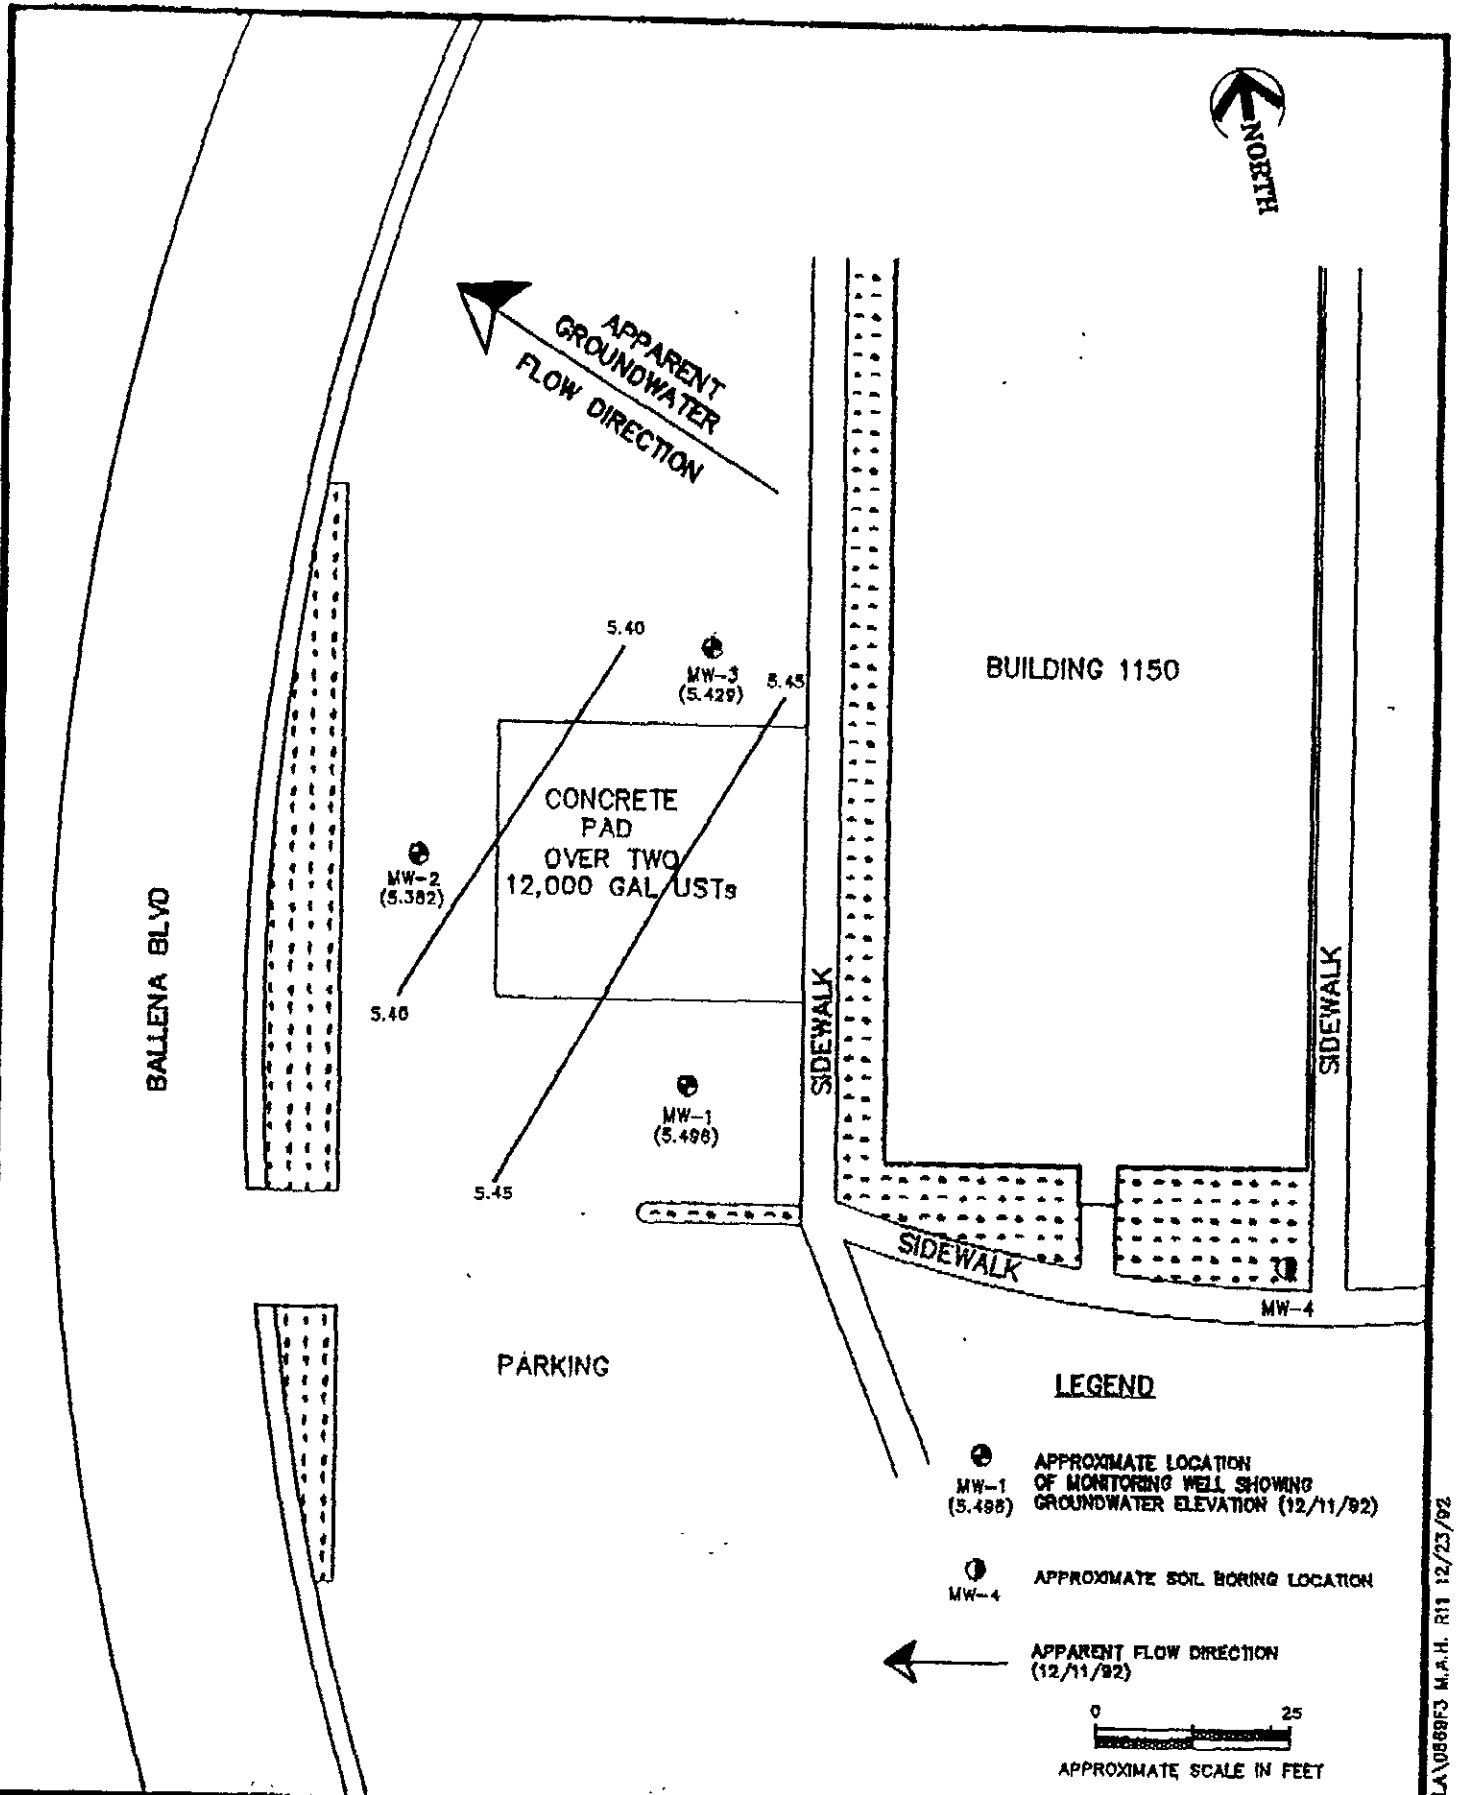 NORTH
APPARENT
GROUNDWATER
FLOW DIRECTION
5.40
MW-3
(5.429)
5.45
BUILDING 1150
CONCRETE
PAD
OVER TWO
12,000 GAL USTs
MW-2
(5.382)
5.40
BALLENA BLVD
SIDEWALK
SIDEWALK
MW-1
(5.496)
5.45
SIDEWALK
MW-4
PARKING
LEGEND
MW-1
(5.496)
APPROXIMATE LOCATION
OF MONITORING WELL SHOWING
GROUNDWATER ELEVATION (12/11/92)
MW-4
APPROXIMATE SOIL BORING LOCATION
APPARENT FLOW DIRECTION
(12/11/92)
0 25
APPROXIMATE SCALE IN FEET
M.A.H. R11 12/23/92